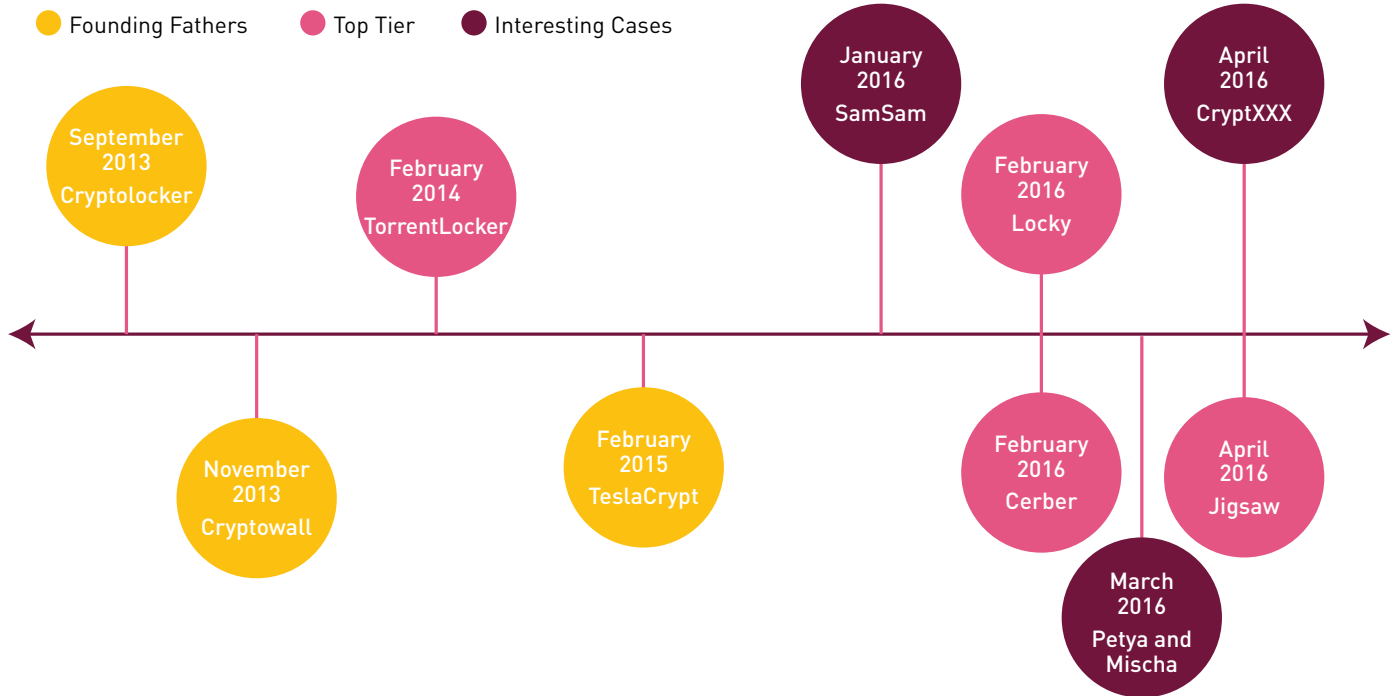 Founding Fathers
Top Tier
Interesting Cases
September
2013
Cryptolocker
November
2013
Cryptowall
February
2014
TorrentLocker
February
2015
TeslaCrypt
January
2016
SamSam
February
2016
Locky
February
2016
Cerber
March
2016
Petya and
Mischa
April
2016
CryptXXX
April
2016
Jigsaw